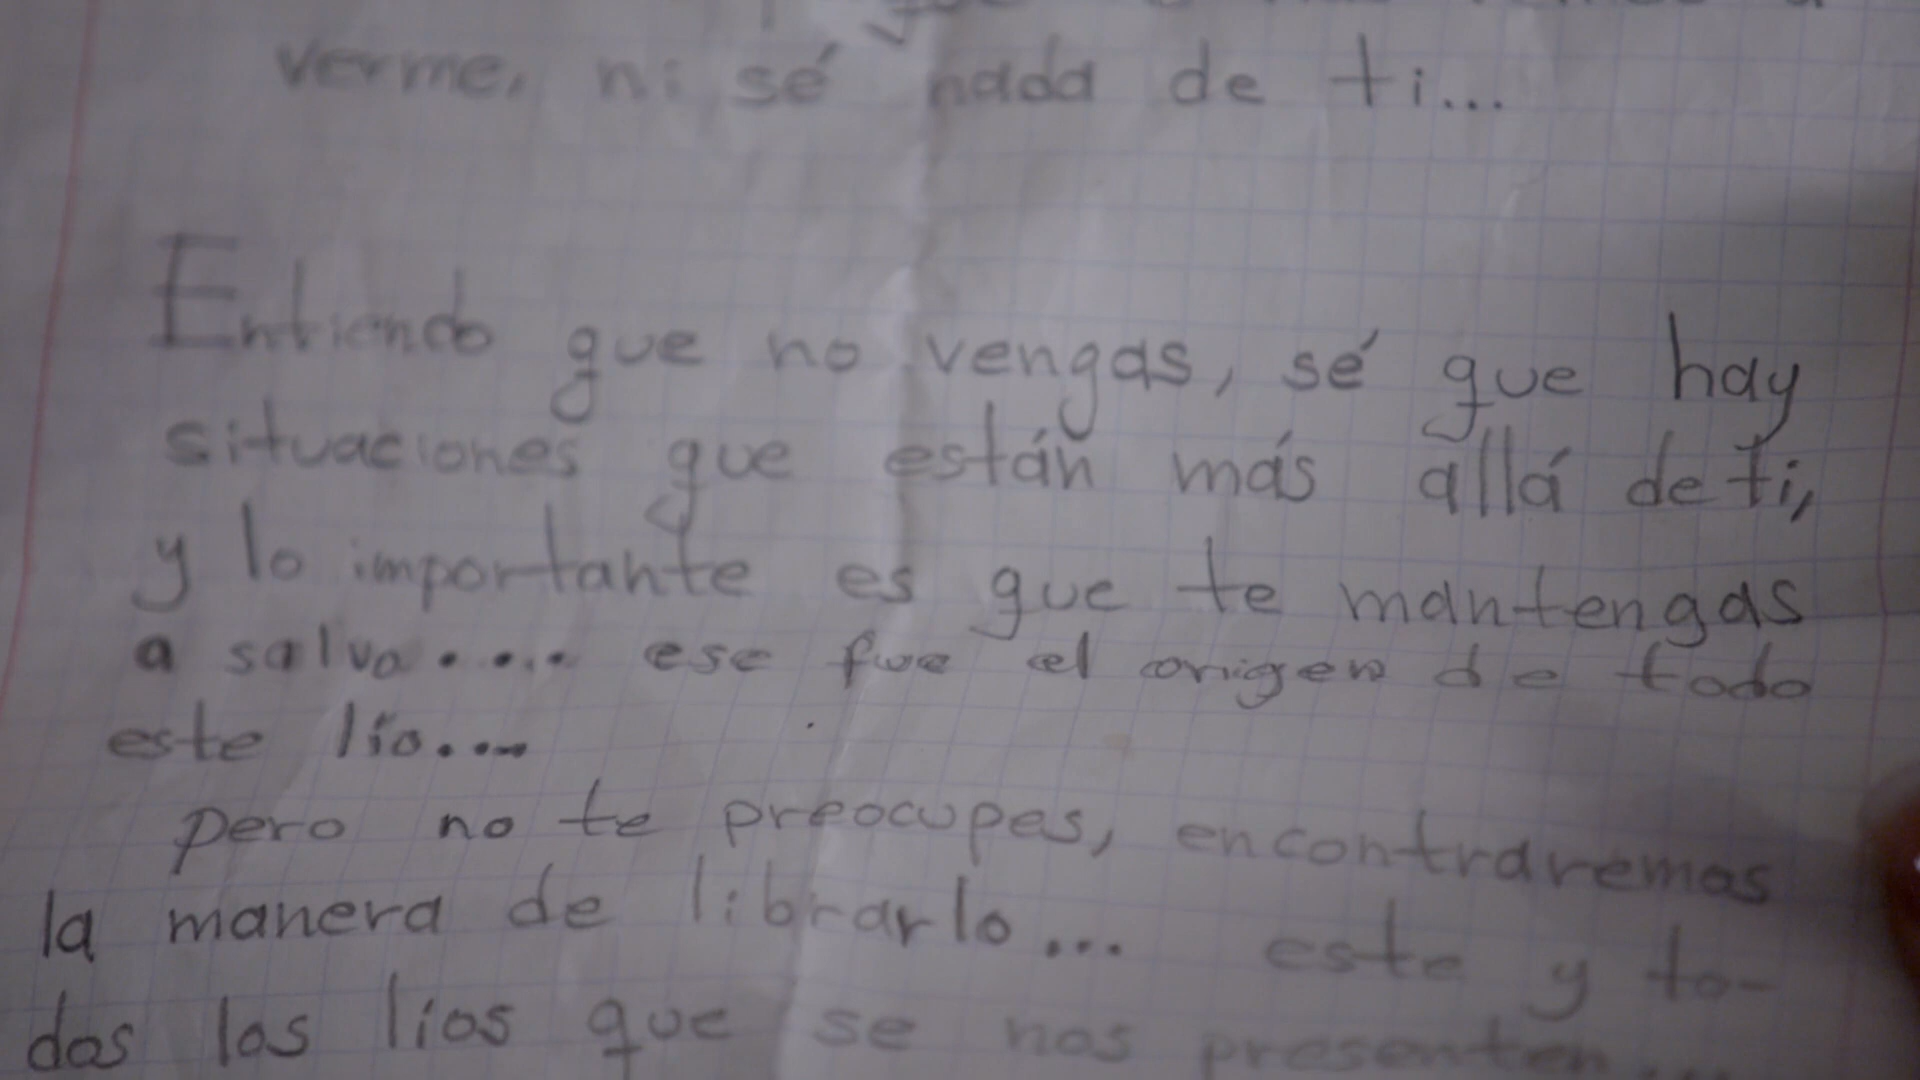 verme, ni sé nada de ti...
Entiendo que no vengas, sé que hay
situaciones que están más allá de ti,
y lo importante es que te mantengas
a salvo.... ese fue el origen de todo
este lío....
pero no te preocupes, encontraremos
la manera de librarlo... este y to-
dos los líos que se nos presenten...